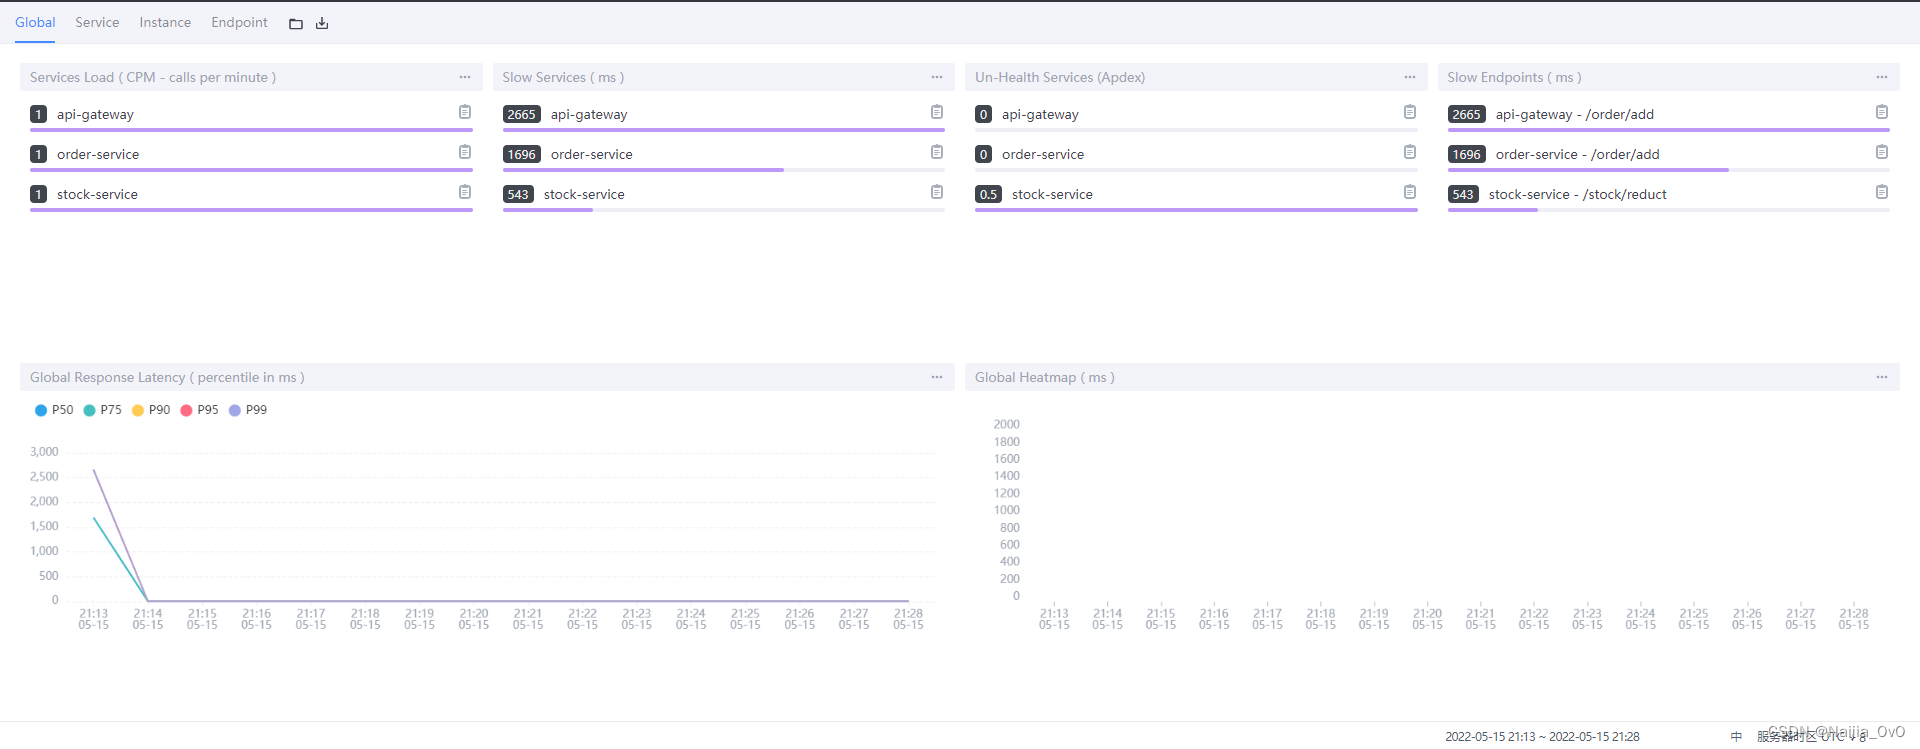 Global Service Instance Endpoint
Services Load ( CPM - calls per minute )
1 api-gateway
1 order-service
1 stock-service
Slow Services ( ms )
2665 api-gateway
1696 order-service
543 stock-service
Un-Health Services (Apdex)
0 api-gateway
0 order-service
0.5 stock-service
Slow Endpoints ( ms )
2665 api-gateway - /order/add
1696 order-service - /order/add
543 stock-service - /stock/reduct
Global Response Latency ( percentile in ms )
P50 P75 P90 P95 P99
3,000
2,500
2,000
1,500
1,000
500
0
21:13 21:14 21:15 21:16 21:17 21:18 21:19 21:20 21:21 21:22 21:23 21:24 21:25 21:26 21:27 21:28
05-15 05-15 05-15 05-15 05-15 05-15 05-15 05-15 05-15 05-15 05-15 05-15 05-15 05-15 05-15 05-15
Global Heatmap ( ms )
2000
1800
1600
1400
1200
1000
800
600
400
200
0
21:13 21:14 21:15 21:16 21:17 21:18 21:19 21:20 21:21 21:22 21:23 21:24 21:25 21:26 21:27 21:28
05-15 05-15 05-15 05-15 05-15 05-15 05-15 05-15 05-15 05-15 05-15 05-15 05-15 05-15 05-15 05-15
2022-05-15 21:13 ~ 2022-05-15 21:28 中 服务器时区 UTC + 8
CSDN @Naijia_OvO